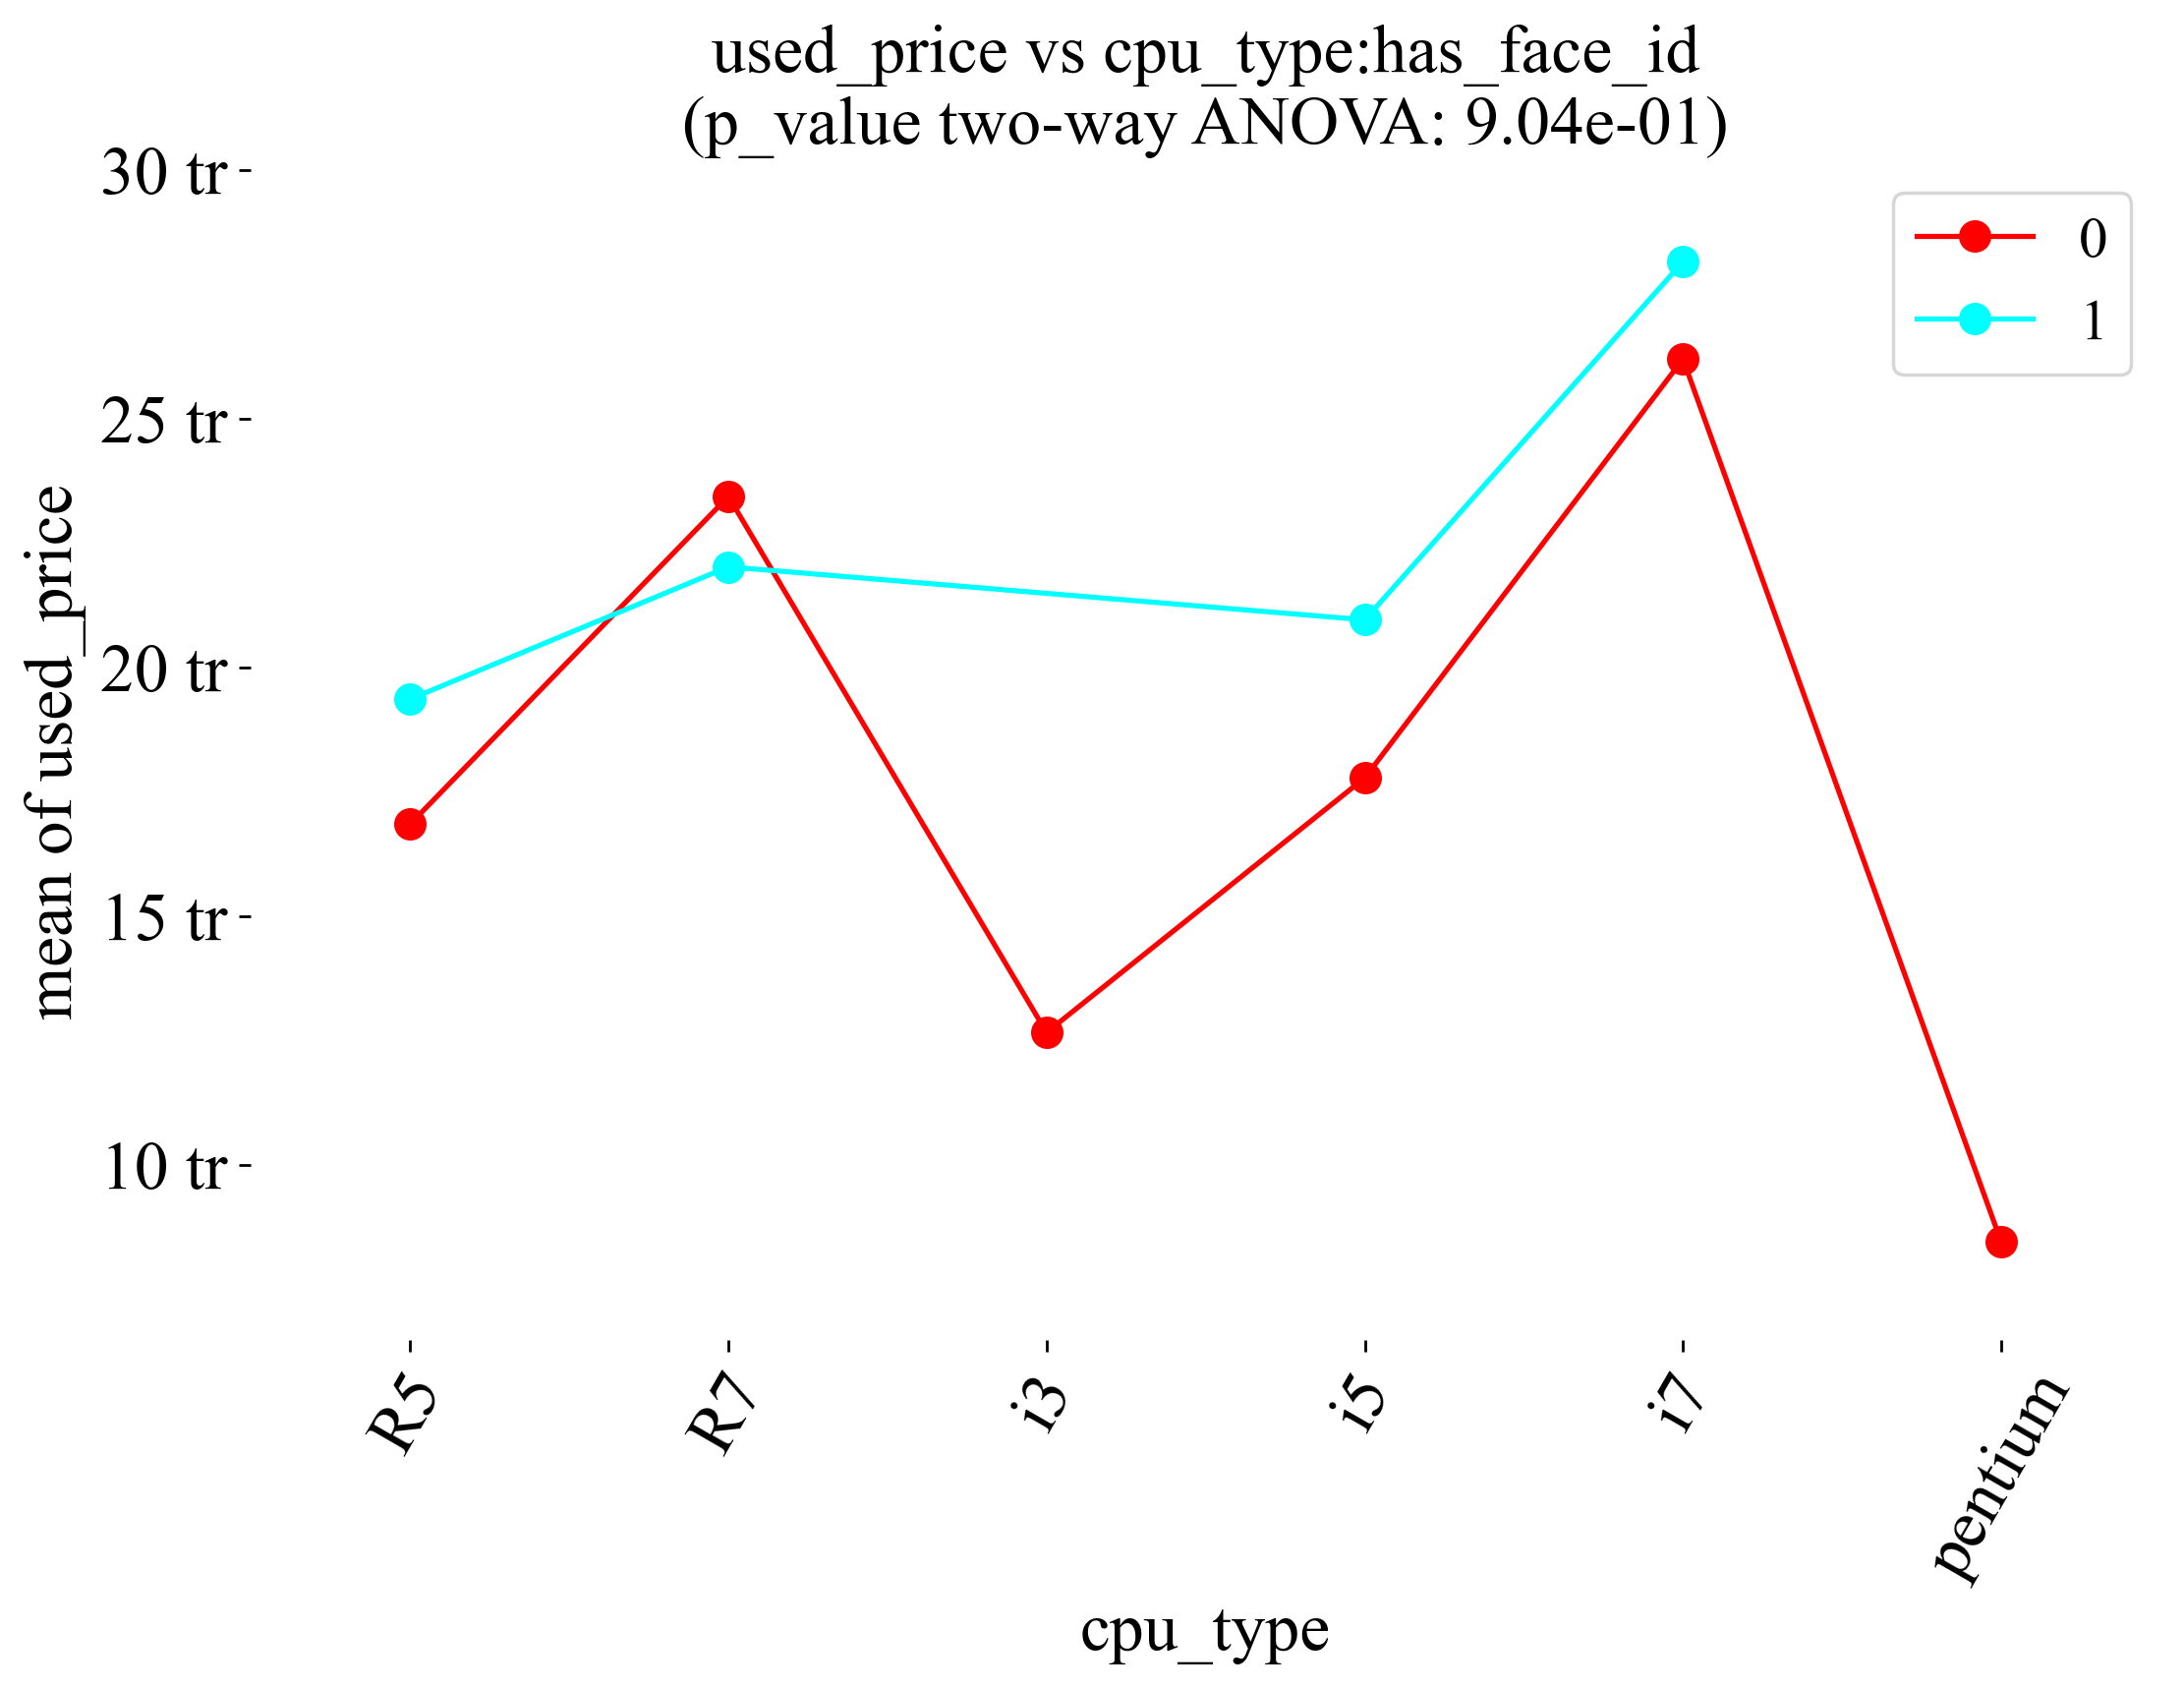 used_price vs cpu_type:has_face_id
(p_value two-way ANOVA: 9.04e-01)
30 tr
25 tr
20 tr
15 tr
10 tr
mean of used_price
0
1
R5
R7
i3
i5
i7
pentium
cpu_type